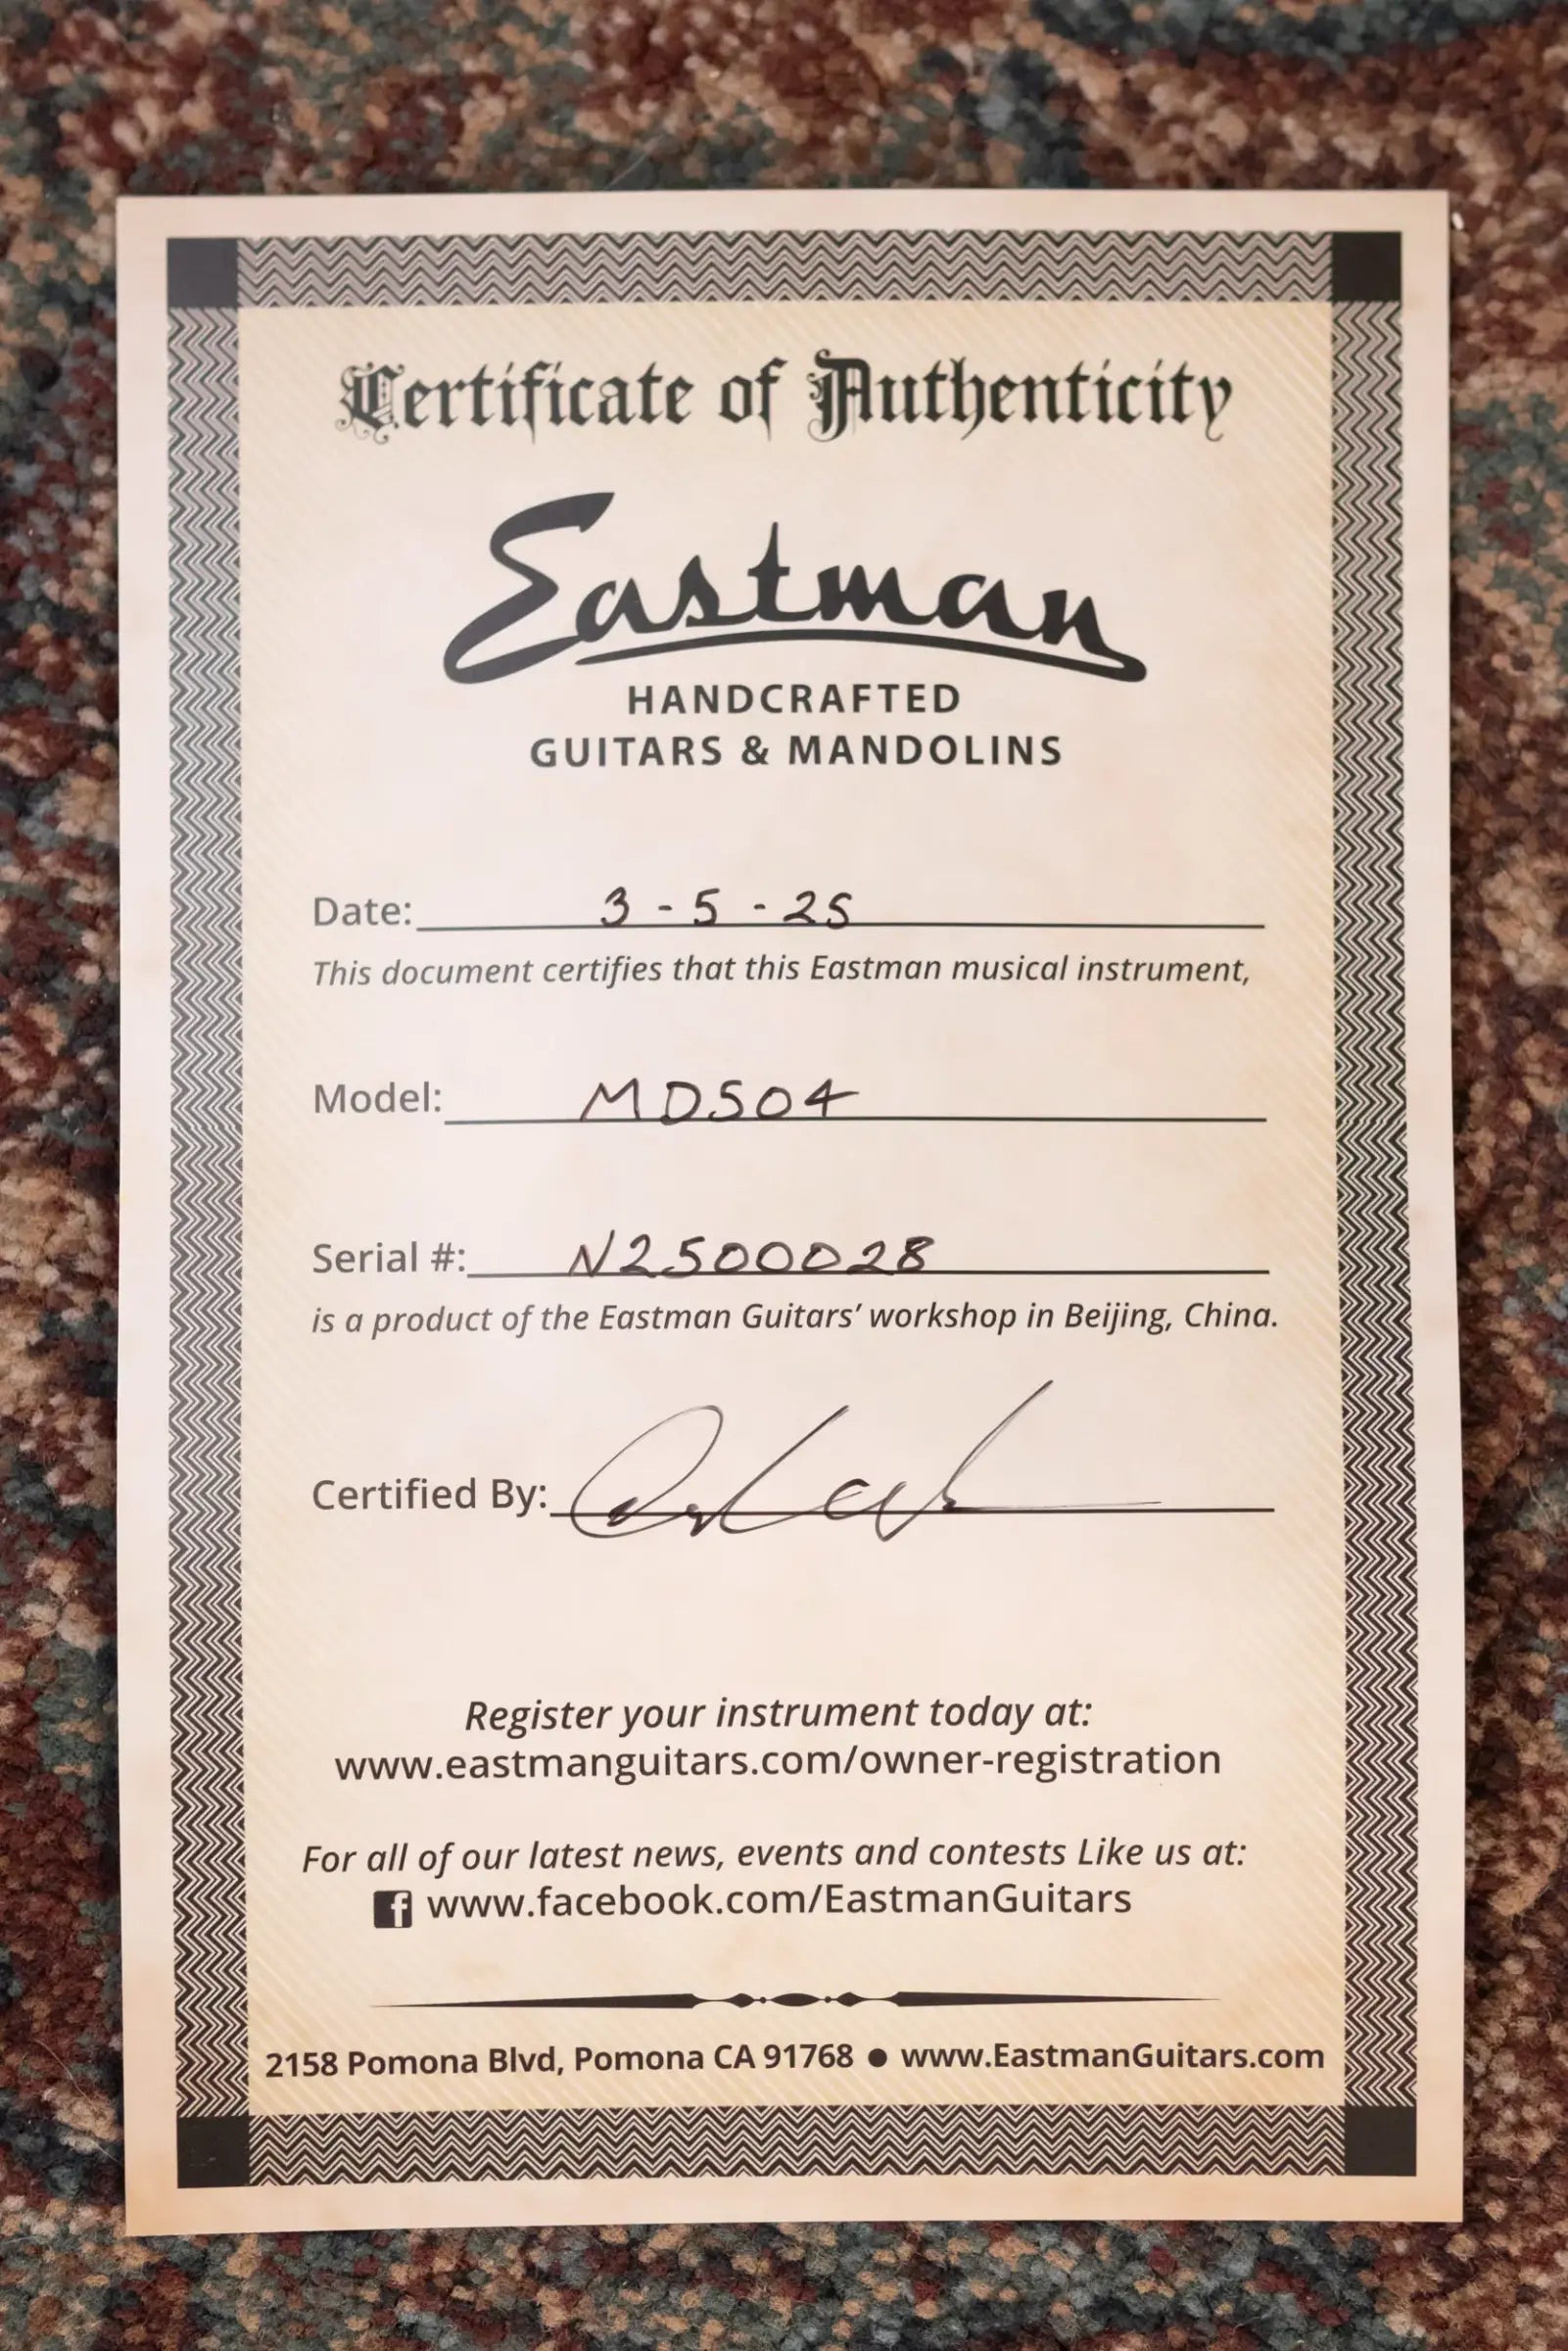 Certificate of Authenticity
Eastman
HANDCRAFTED
GUITARS & MANDOLINS
Date: 3-5-25
This document certifies that this Eastman musical instrument,
Model: MD504
Serial #: N2500028
is a product of the Eastman Guitars' workshop in Beijing, China.
Certified By:
Register your instrument today at:
www.eastmanguitars.com/owner-registration
For all of our latest news, events and contests Like us at:
f www.facebook.com/EastmanGuitars
2158 Pomona Blvd, Pomona CA 91768 ● www.EastmanGuitars.com